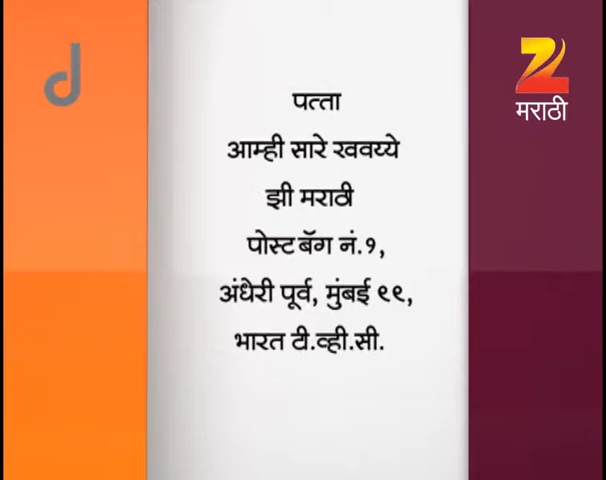 मराठी
पत्ता
आम्ही सारे खवय्ये
झी मराठी
पोस्ट बॅग नं.१,
अंधेरी पूर्व, मुंबई ९९,
भारत टी.व्ही.सी.